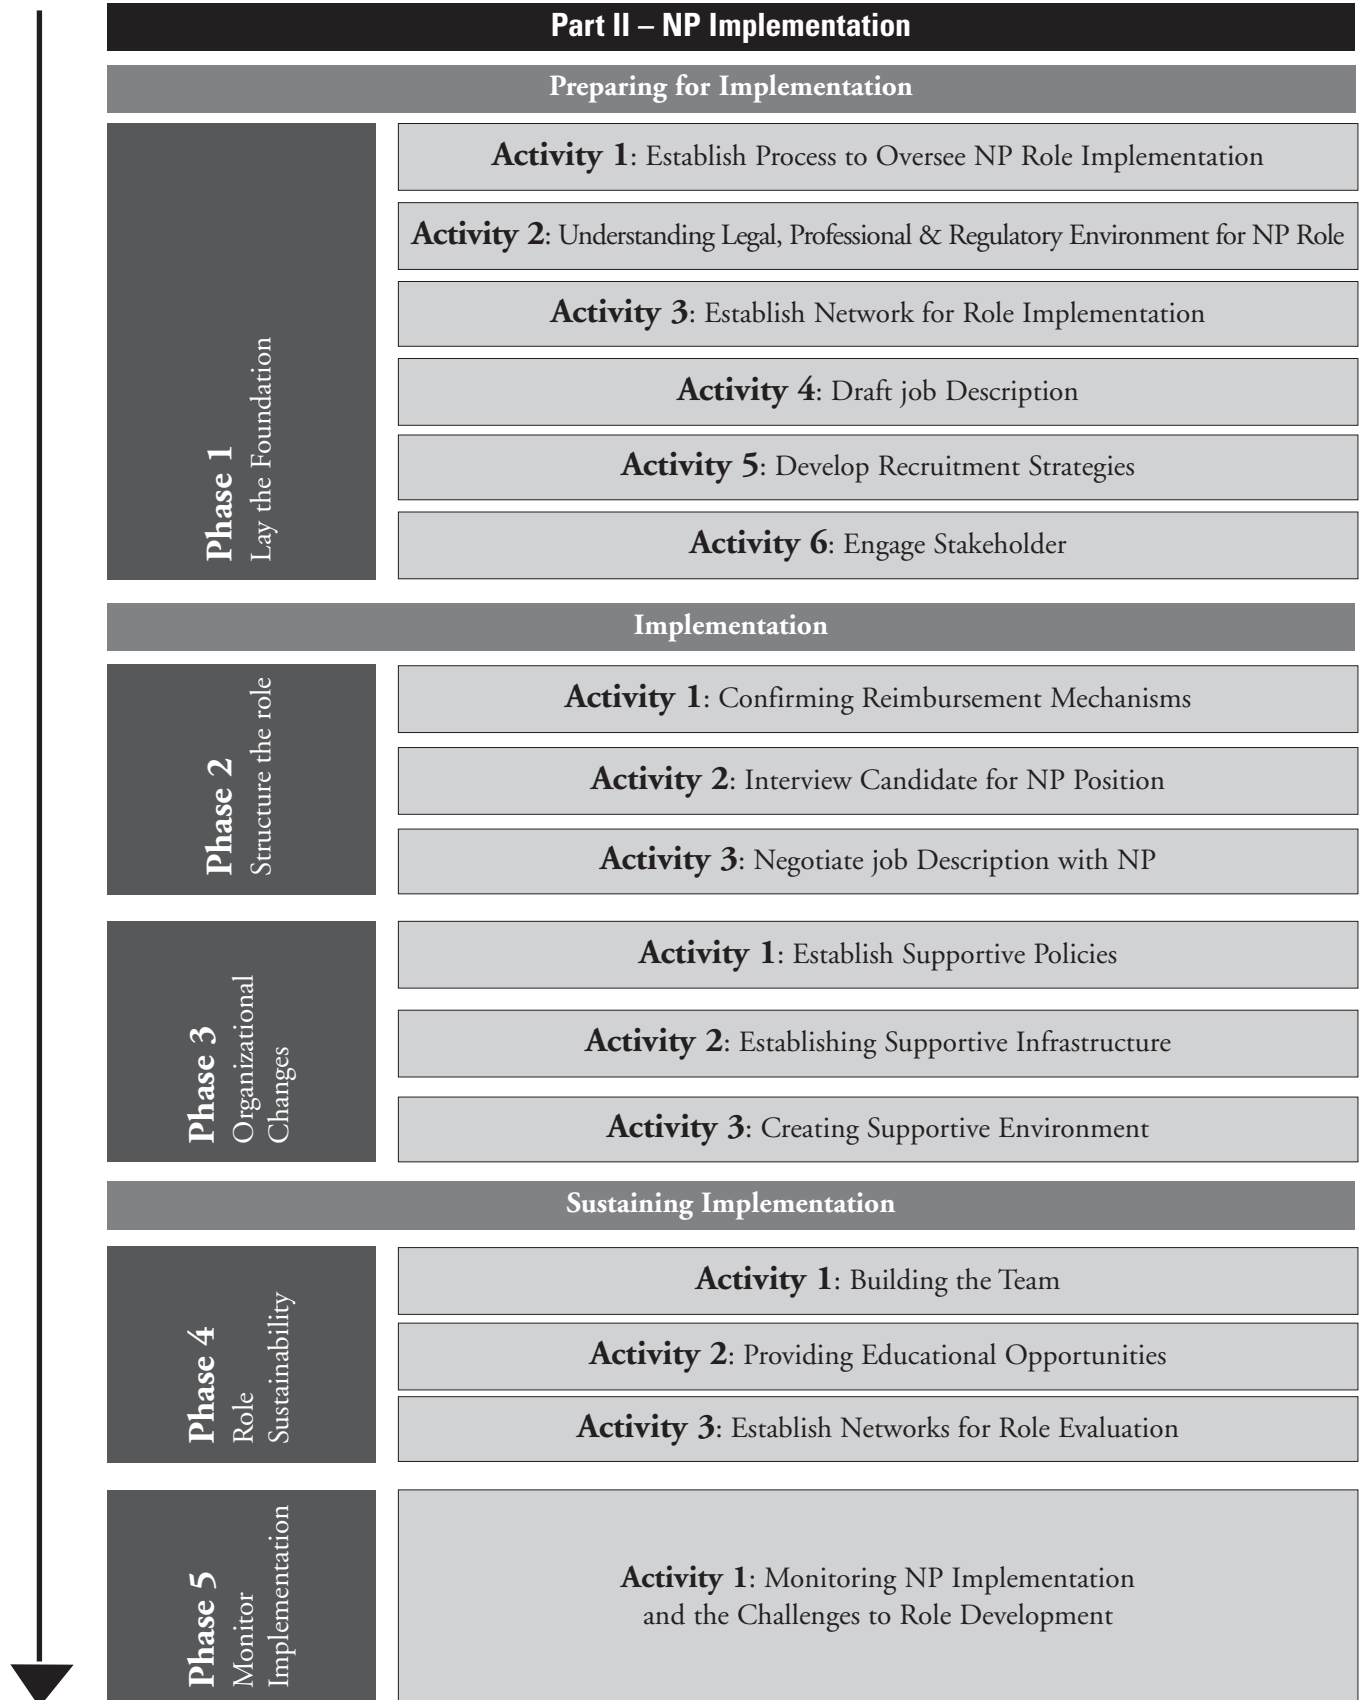 Part II – NP Implementation
Preparing for Implementation
Phase 1
Lay the Foundation
Activity 1: Establish Process to Oversee NP Role Implementation
Activity 2: Understanding Legal, Professional & Regulatory Environment for NP Role
Activity 3: Establish Network for Role Implementation
Activity 4: Draft job Description
Activity 5: Develop Recruitment Strategies
Activity 6: Engage Stakeholder
Implementation
Phase 2
Structure the role
Activity 1: Confirming Reimbursement Mechanisms
Activity 2: Interview Candidate for NP Position
Activity 3: Negotiate job Description with NP
Phase 3
Organizational
Changes
Activity 1: Establish Supportive Policies
Activity 2: Establishing Supportive Infrastructure
Activity 3: Creating Supportive Environment
Sustaining Implementation
Phase 4
Role
Sustainability
Activity 1: Building the Team
Activity 2: Providing Educational Opportunities
Activity 3: Establish Networks for Role Evaluation
Phase 5
Monitor
Implementation
Activity 1: Monitoring NP Implementation
and the Challenges to Role Development